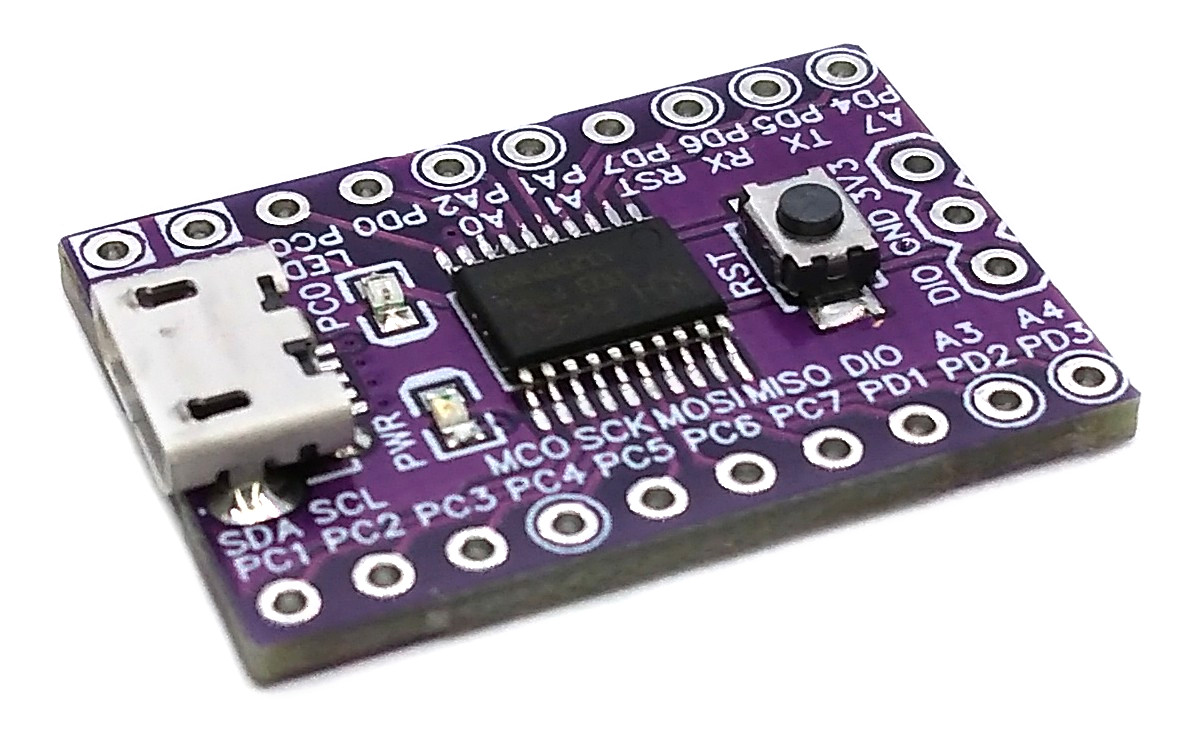 PC0 PD0 PA2 PA1 PD7 PD6 PD5 PD4
LED A0 A1 RST RX TX A7
PC0 LED
PWR
RST
3V3
GND
DIO
SDA SCL MCO SCK MOSI MISO DIO A3 A4
PC1 PC2 PC3 PC4 PC5 PC6 PC7 PD1 PD2 PD3